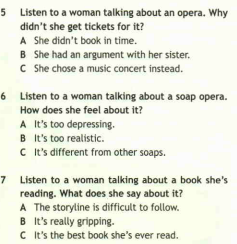 5 Listen to a woman talking about an opera. Why
didn't she get tickets for it?
A She didn't book in time.
B She had an argument with her sister.
C She chose a music concert instead.
6 Listen to a woman talking about a soap opera.
How does she feel about it?
A It's too depressing.
B It's too realistic.
C It's different from other soaps.
7 Listen to a woman talking about a book she's
reading. What does she say about it?
A The storyline is difficult to follow.
B It's really gripping.
C It's the best book she's ever read.